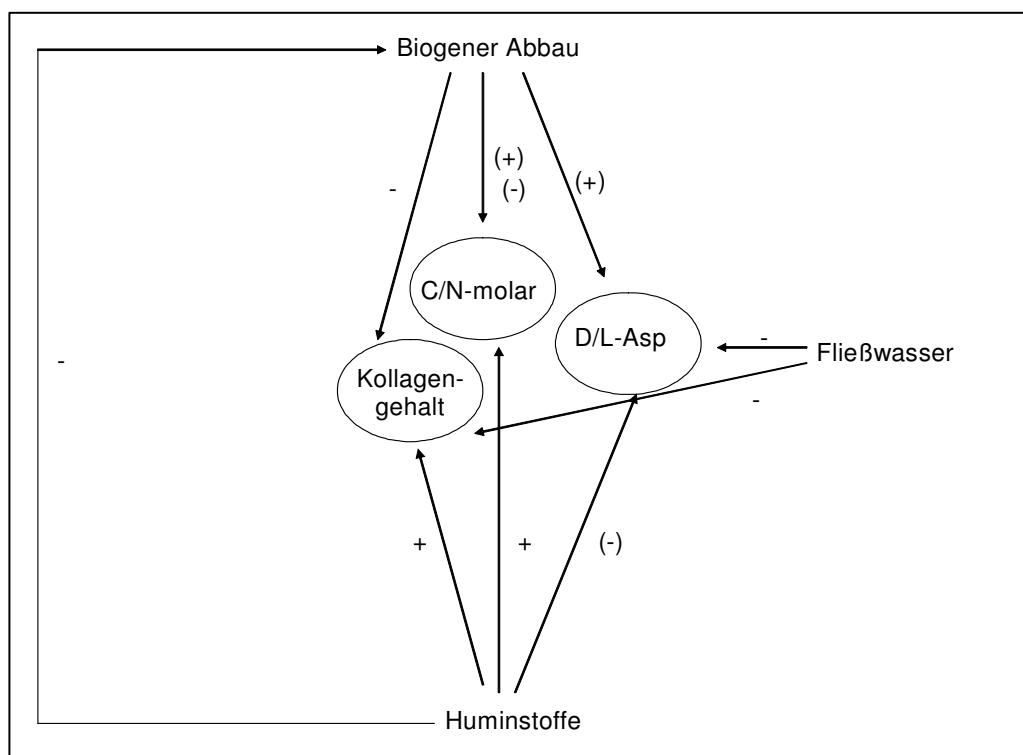 Biogener Abbau
(+)
(-)
-
(+)
C/N-molar
D/L-Asp
-
Fließwasser
-
Kollagen-
gehalt
-
+
+
(-)
Huminstoffe